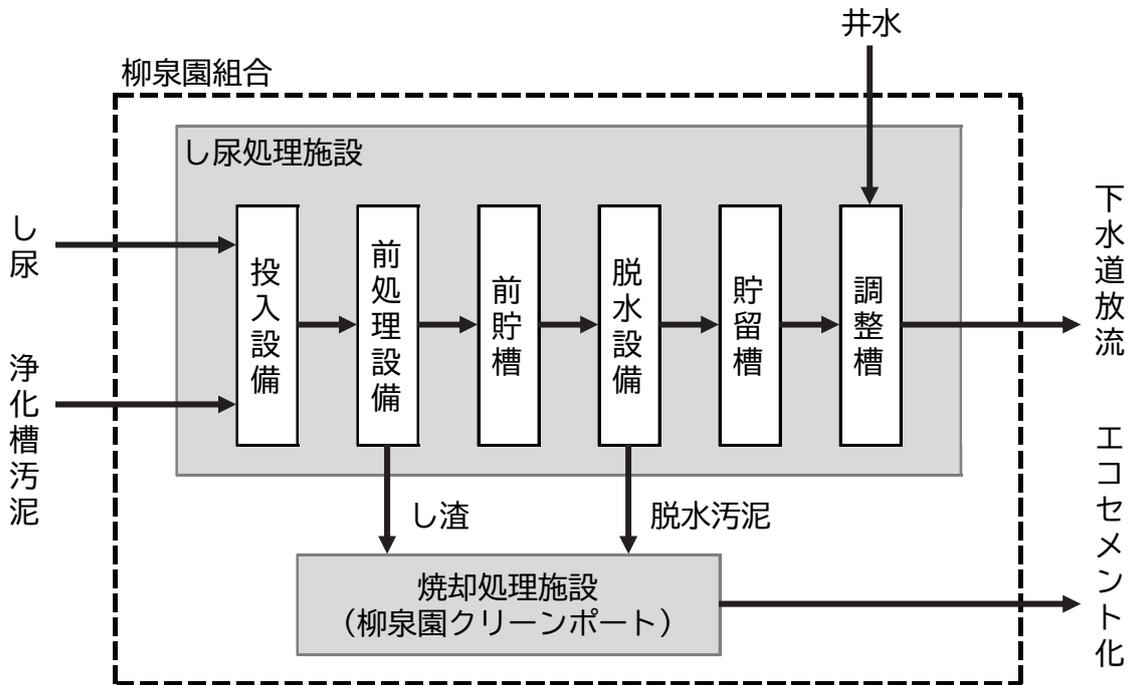 井水
柳泉園組合
し尿処理施設
し尿
浄化槽汚泥
投入設備
前処理設備
前貯槽
脱水設備
貯留槽
調整槽
下水道放流
し渣
脱水汚泥
焼却処理施設
（柳泉園クリーンポート）
エコセメント化